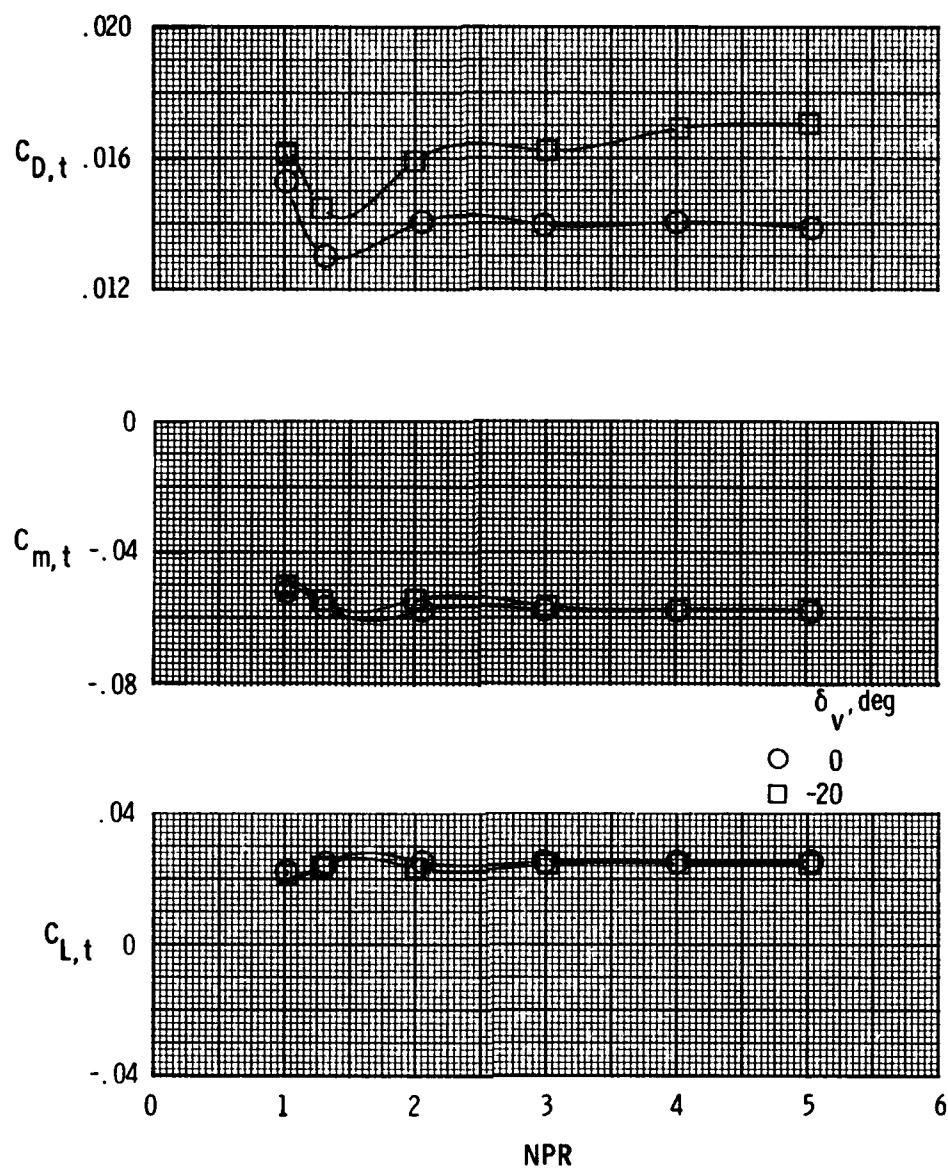 .020
C_D,t .016
.012
0
C_m,t -.04
-.08
δ_v, deg
0
-20
.04
C_L,t 0
-.04
0 1 2 3 4 5 6
NPR